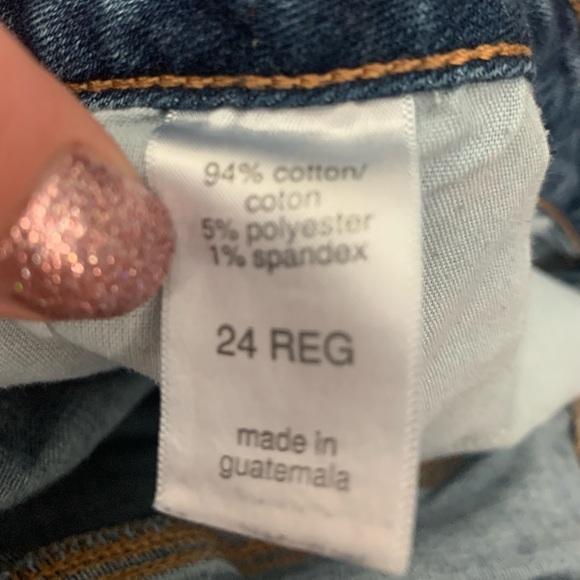 94% cotton/
coton
5% polyester
1% spandex
24 REG
made in
guatemala